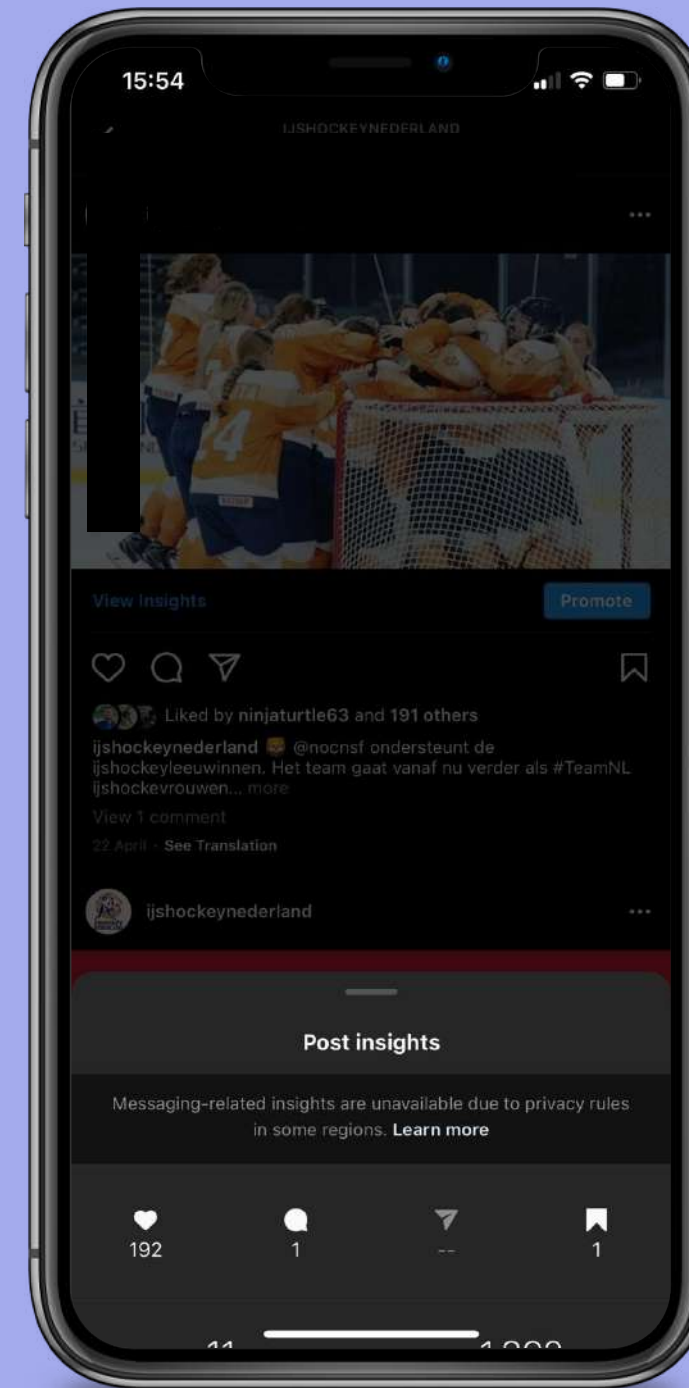 15:54
IJSHOCKEYNEDERLAND
24
View Insights
Promote
Liked by ninjaturtle63 and 191 others
ijshockeynederland 🦁 @nocnsf ondersteunt de
ijshockeyleeuwinnen. Het team gaat vanaf nu verder als #TeamNL
ijshockevrouwen... more
View 1 comment
22 April · See Translation
ijshockeynederland
Post insights
Messaging-related insights are unavailable due to privacy rules
in some regions. Learn more
192
1
--
1